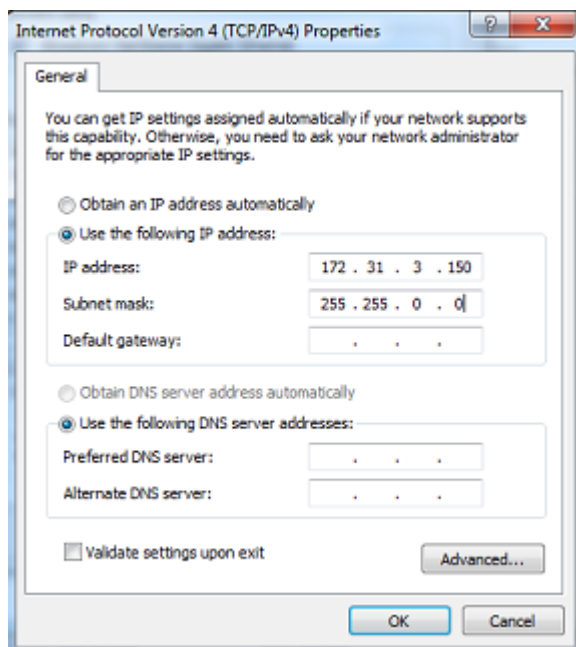 Internet Protocol Version 4 (TCP/IPv4) Properties
General
You can get IP settings assigned automatically if your network supports
this capability. Otherwise, you need to ask your network administrator
for the appropriate IP settings.
Obtain an IP address automatically
Use the following IP address:
IP address: 172 . 31 . 3 . 150
Subnet mask: 255 . 255 . 0 . 0
Default gateway: . . .
Obtain DNS server address automatically
Use the following DNS server addresses:
Preferred DNS server: . . .
Alternate DNS server: . . .
Validate settings upon exit
Advanced...
OK Cancel